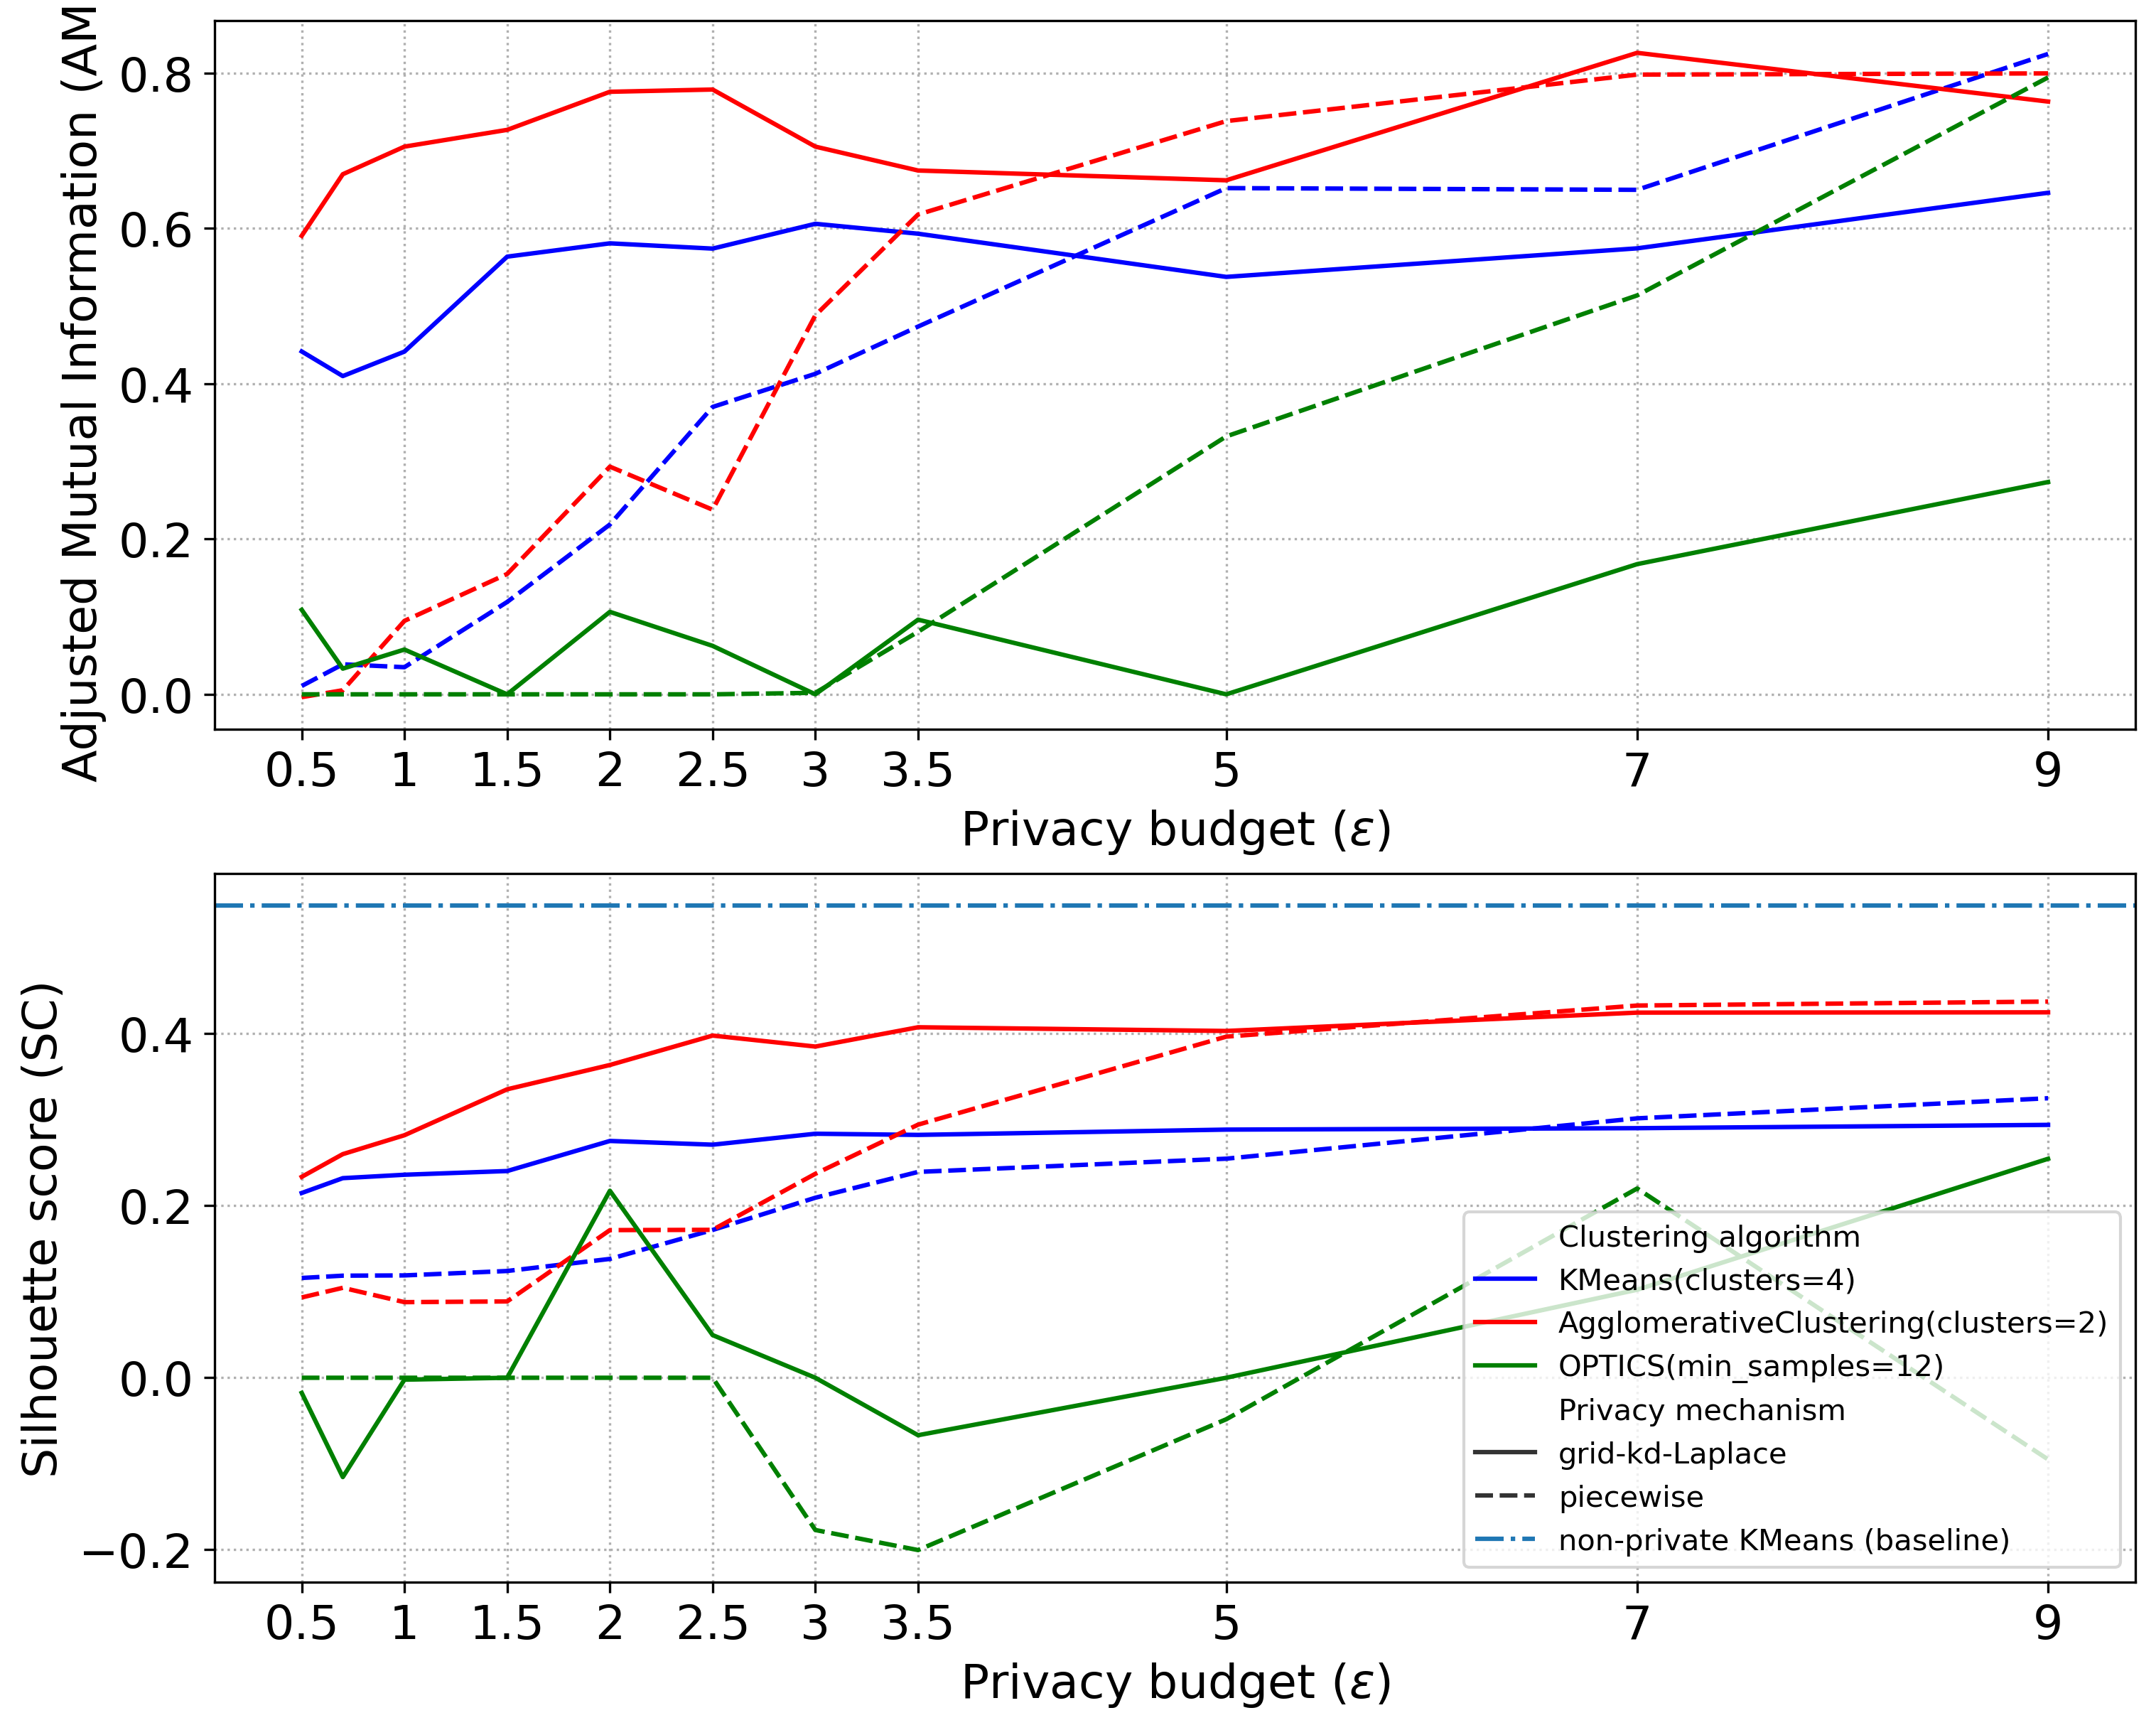 Adjusted Mutual Information (AM
0.8
0.6
0.4
0.2
0.0
0.5 1 1.5 2 2.5 3 3.5 5 7 9
Privacy budget (ε)
Silhouette score (SC)
0.4
0.2
0.0
−0.2
Clustering algorithm
KMeans(clusters=4)
AgglomerativeClustering(clusters=2)
OPTICS(min_samples=12)
Privacy mechanism
grid-kd-Laplace
piecewise
non-private KMeans (baseline)
0.5 1 1.5 2 2.5 3 3.5 5 7 9
Privacy budget (ε)